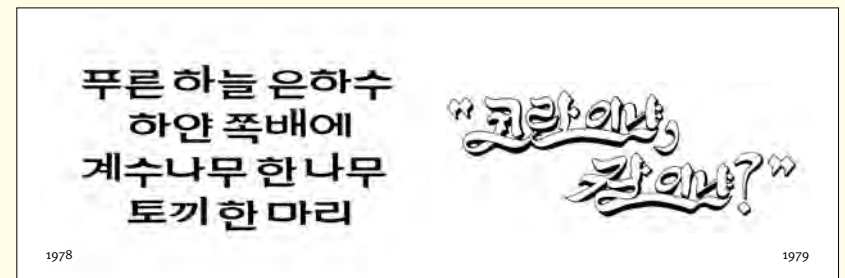 푸른 하늘 은하수
하얀 쪽배에
계수나무 한 나무
토끼 한 마리
1978
“코란이냐,
칼이냐?”
1979